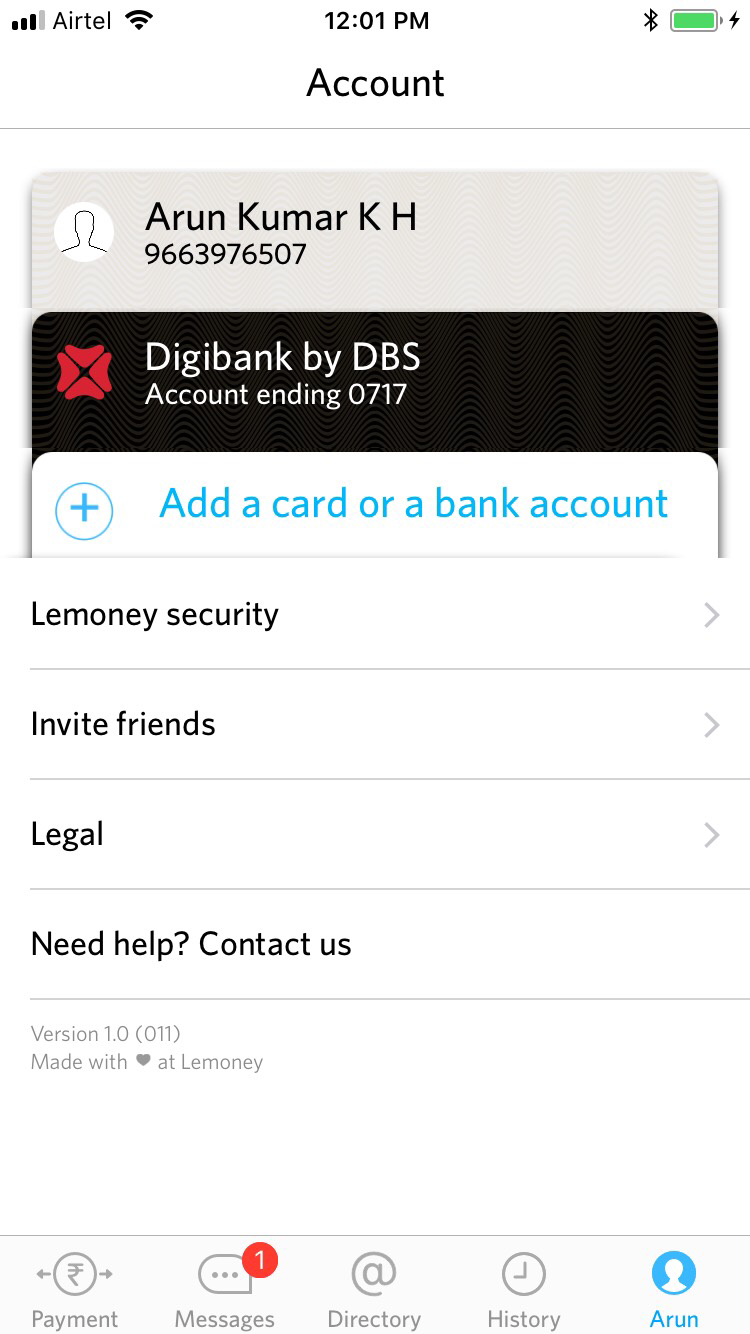 Airtel 12:01 PM
Account
Arun Kumar K H
9663976507
Digibank by DBS
Account ending 0717
Add a card or a bank account
Lemoney security
Invite friends
Legal
Need help? Contact us
Version 1.0 (011)
Made with ♥ at Lemoney
₹ 1 @
Payment Messages Directory History Arun